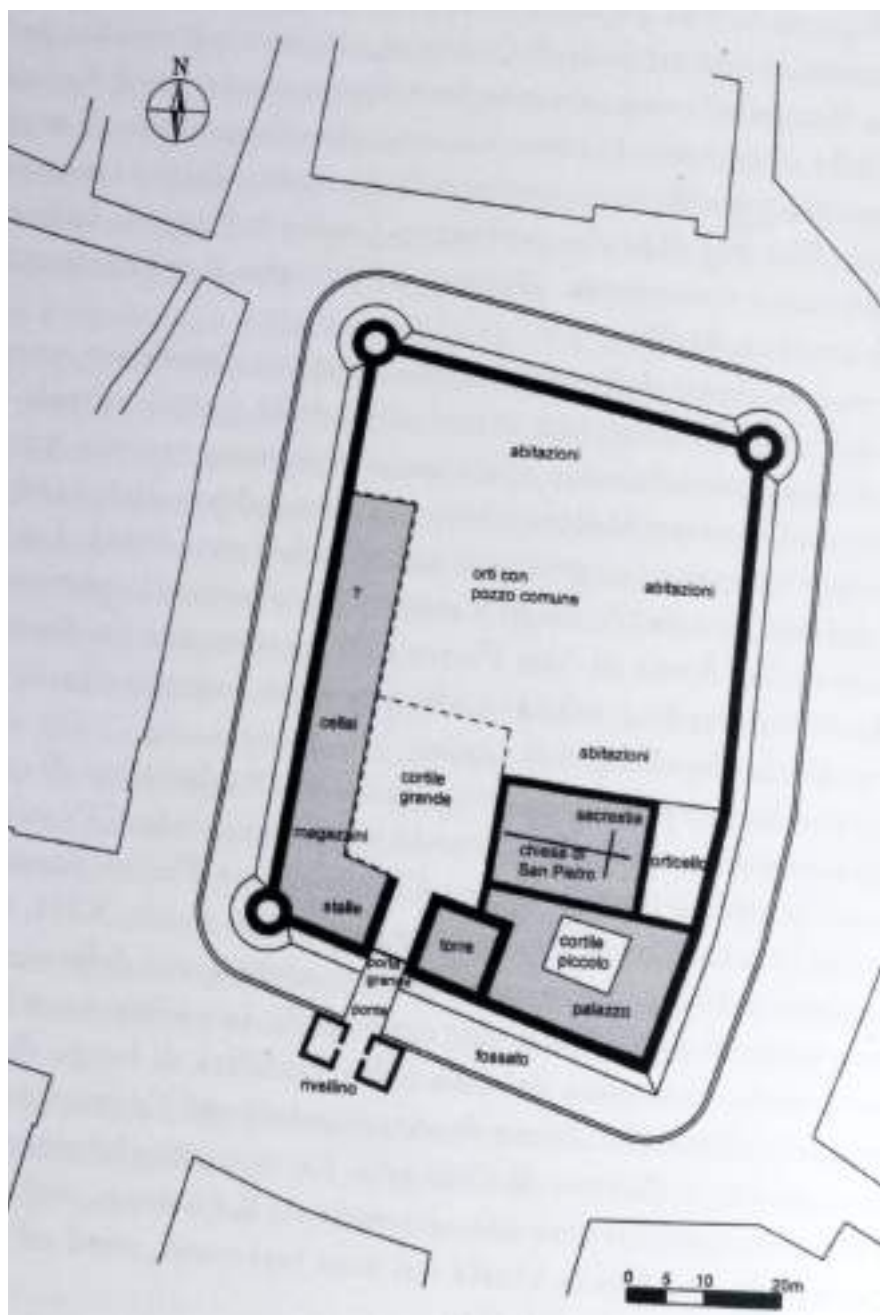 N
abitazioni
orti con
pozzo comune
abitazioni
?
cellai
abitazioni
cortile
grande
sacrestia
magazzini
chiesa di
San Pietro
orticello
stalle
torre
cortile
piccolo
porta
grande
palazzo
ponte
fossato
rivellino
0 5 10 20m